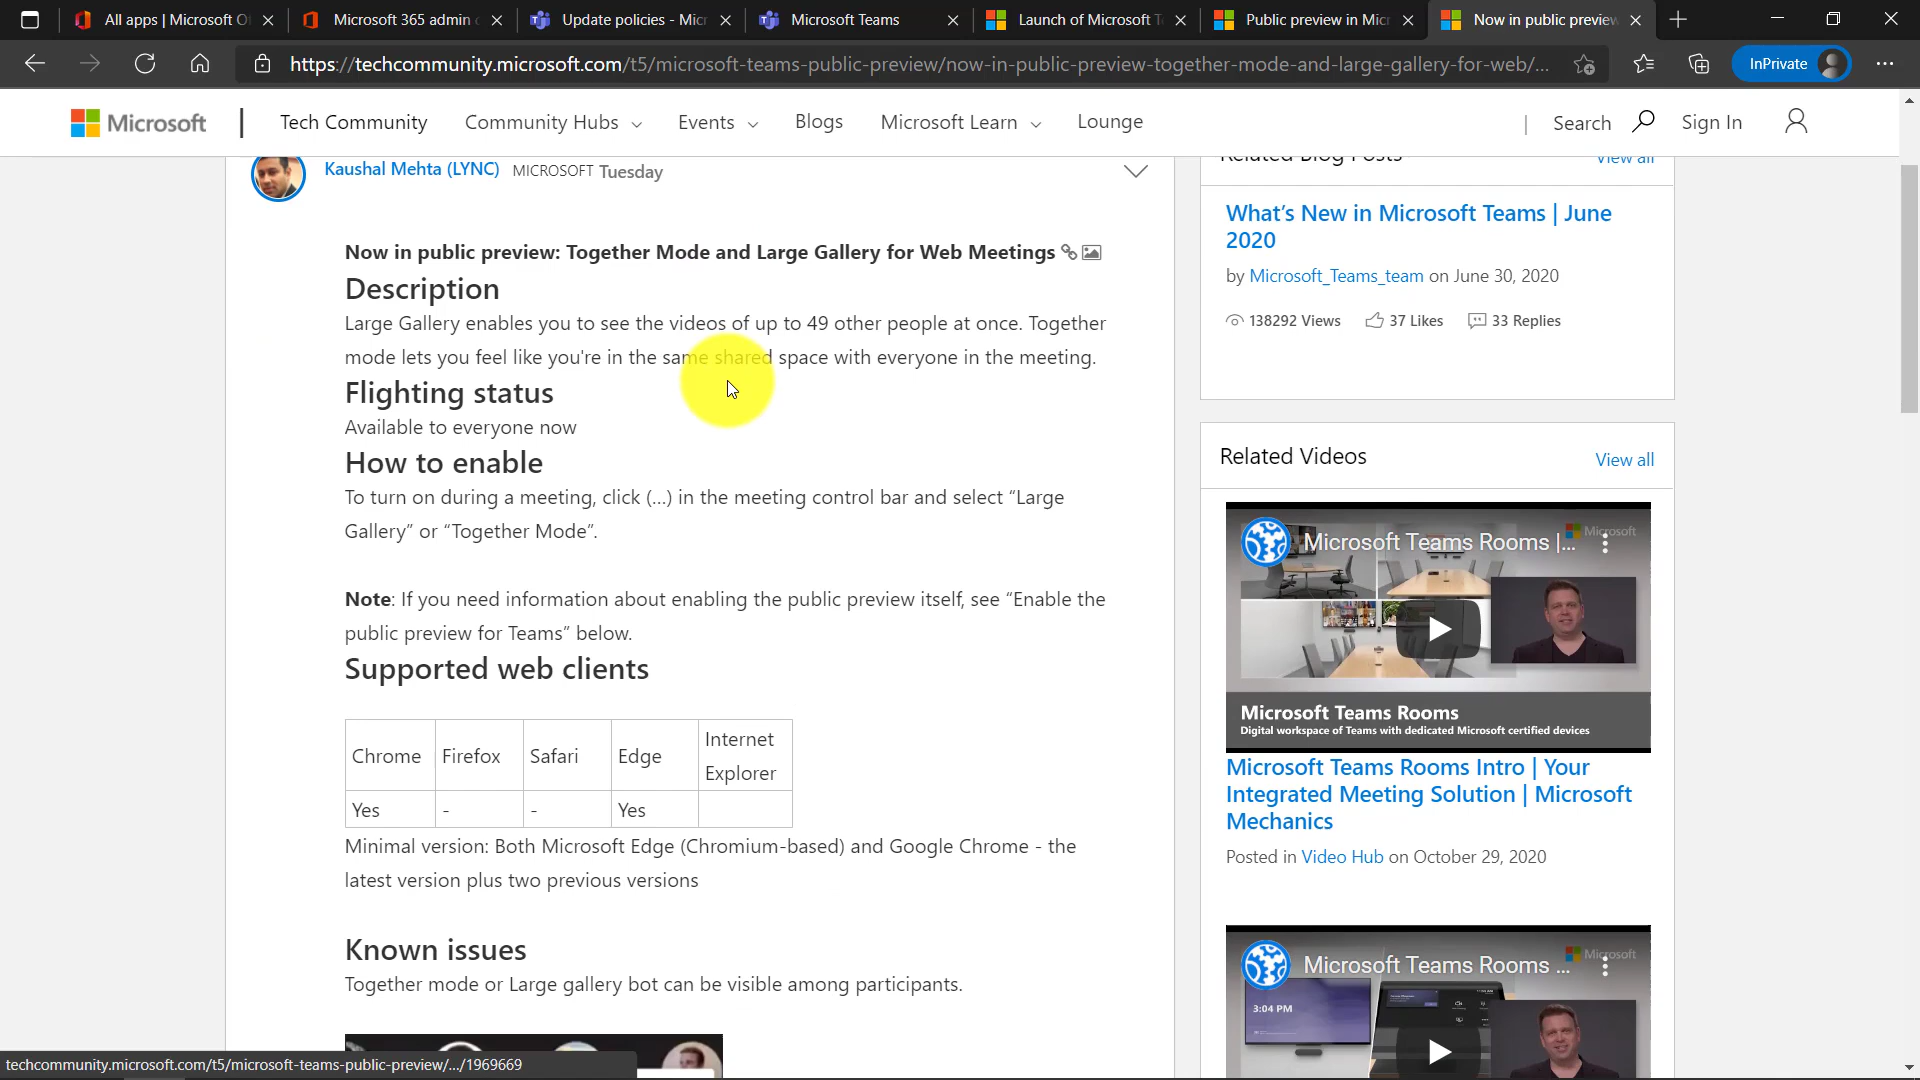 All apps | Microsoft O
Microsoft 365 admin c
Update policies - Micr
Microsoft Teams
Launch of Microsoft T
Public preview in Micr
Now in public preview
https://techcommunity.microsoft.com/t5/microsoft-teams-public-preview/now-in-public-preview-together-mode-and-large-gallery-for-web/...
InPrivate
Microsoft
Tech Community
Community Hubs
Events
Blogs
Microsoft Learn
Lounge
Search
Sign In
Kaushal Mehta (LYNC) MICROSOFT Tuesday
Now in public preview: Together Mode and Large Gallery for Web Meetings
Description
Large Gallery enables you to see the videos of up to 49 other people at once. Together
mode lets you feel like you're in the same shared space with everyone in the meeting.
Flighting status
Available to everyone now
How to enable
To turn on during a meeting, click (...) in the meeting control bar and select “Large
Gallery” or “Together Mode”.
Note: If you need information about enabling the public preview itself, see “Enable the
public preview for Teams” below.
Supported web clients
Chrome Firefox Safari Edge Internet
Explorer
Yes - - Yes
Minimal version: Both Microsoft Edge (Chromium-based) and Google Chrome - the
latest version plus two previous versions
Known issues
Together mode or Large gallery bot can be visible among participants.
Related Blog Posts
View all
What’s New in Microsoft Teams | June
2020
by Microsoft_Teams_team on June 30, 2020
138292 Views 37 Likes 33 Replies
Related Videos
View all
Microsoft Teams Rooms |...
Microsoft
Microsoft Teams Rooms
Digital workspace of Teams with dedicated Microsoft certified devices
Microsoft Teams Rooms Intro | Your
Integrated Meeting Solution | Microsoft
Mechanics
Posted in Video Hub on October 29, 2020
Microsoft Teams Rooms ...
Microsoft
3:04 PM
techcommunity.microsoft.com/t5/microsoft-teams-public-preview/.../1969669